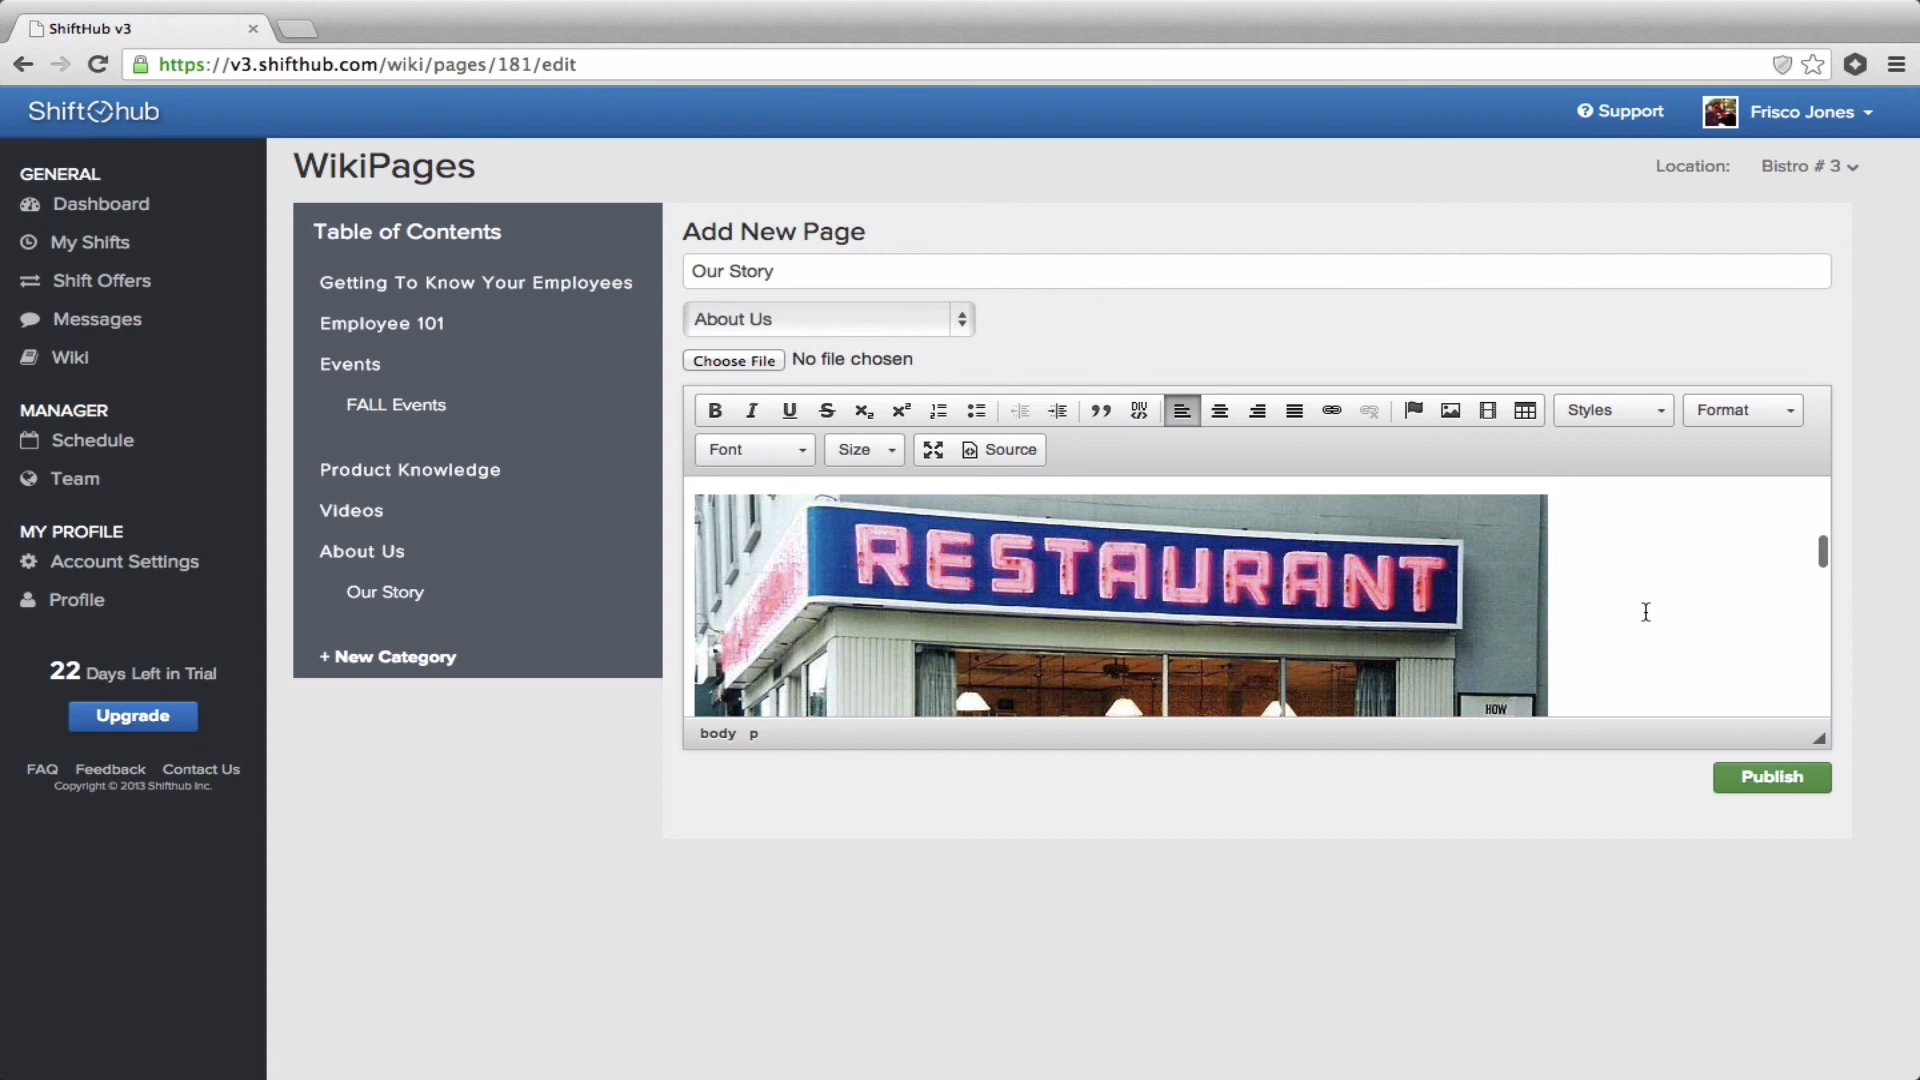 ShiftHub v3
https://v3.shifthub.com/wiki/pages/181/edit
Shift hub
Support
Frisco Jones
GENERAL
Dashboard
My Shifts
Shift Offers
Messages
Wiki
MANAGER
Schedule
Team
MY PROFILE
Account Settings
Profile
22 Days Left in Trial
Upgrade
FAQ Feedback Contact Us
Copyright © 2013 Shifthub Inc.
WikiPages
Location: Bistro # 3
Table of Contents
Getting To Know Your Employees
Employee 101
Events
FALL Events
Product Knowledge
Videos
About Us
Our Story
+ New Category
Add New Page
Our Story
About Us
Choose File No file chosen
B I U S x₂ x² DIV Styles Format
Font Size Source
RESTAURANT
HOW
body p
Publish